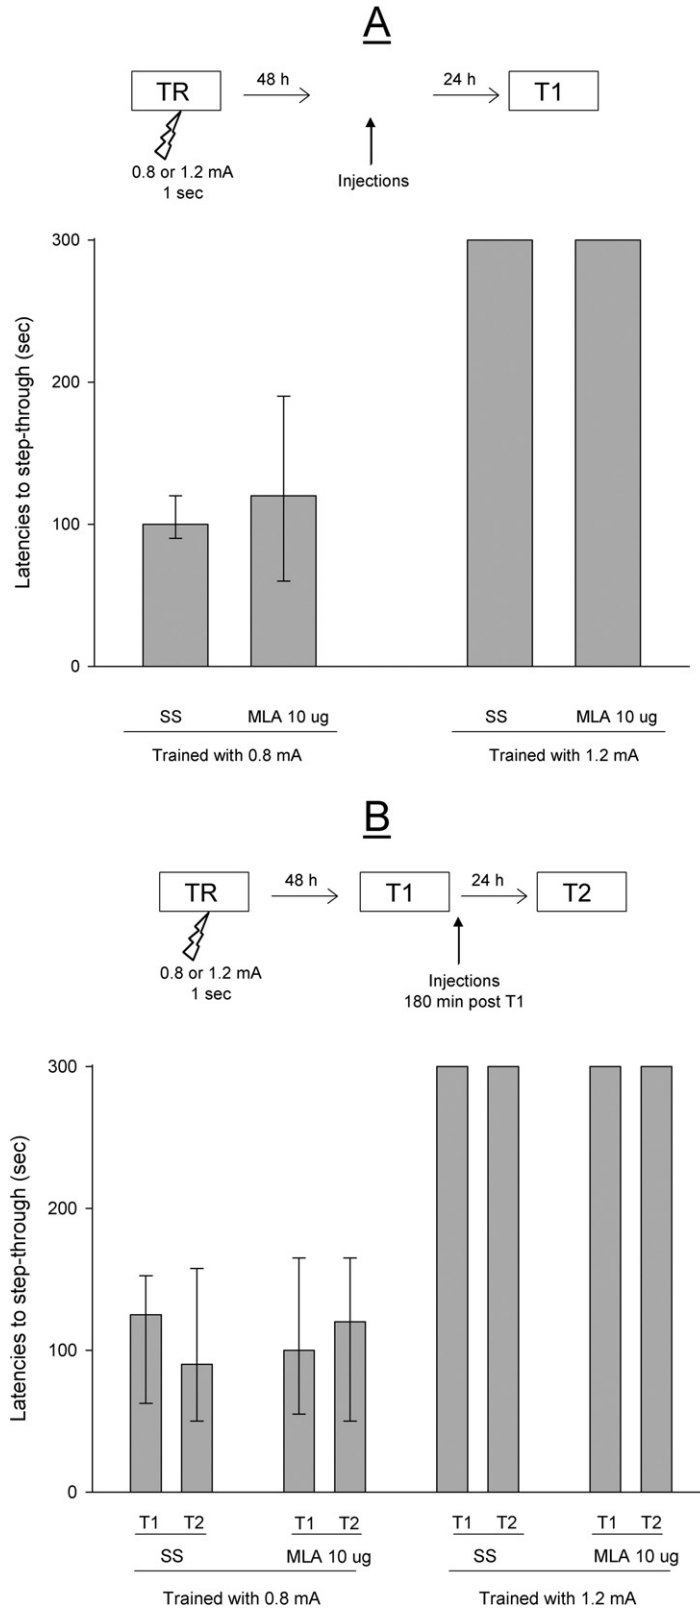 A
TR 48 h 24 h T1
0.8 or 1.2 mA
1 sec
Injections
Latencies to step-through (sec)
300
200
100
0
SS MLA 10 ug SS MLA 10 ug
Trained with 0.8 mA Trained with 1.2 mA
B
TR 48 h T1 24 h T2
0.8 or 1.2 mA
1 sec
Injections
180 min post T1
Latencies to step-through (sec)
300
200
100
0
T1 T2 T1 T2 T1 T2 T1 T2
SS MLA 10 ug SS MLA 10 ug
Trained with 0.8 mA Trained with 1.2 mA